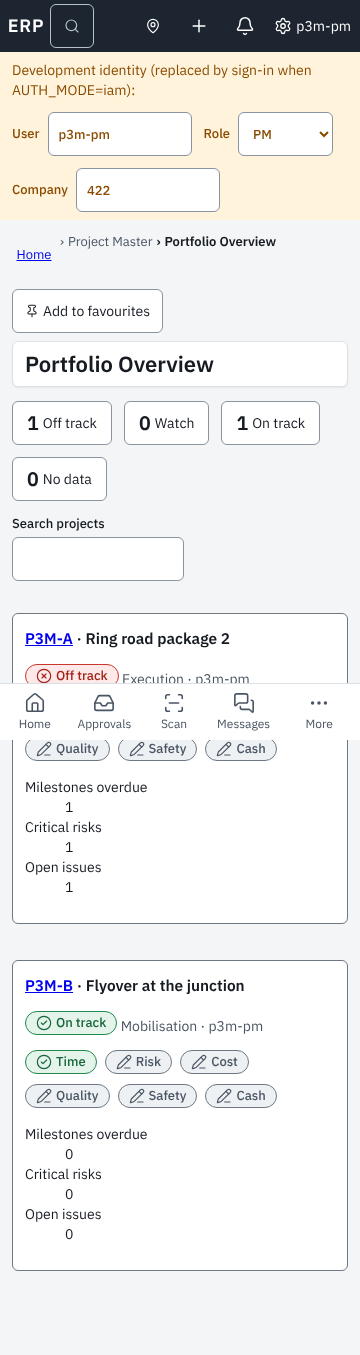 ERP
p3m-pm
Development identity (replaced by sign-in when
AUTH_MODE=iam):
User p3m-pm Role PM
Company 422
Home › Project Master › Portfolio Overview
Add to favourites
Portfolio Overview
1 Off track 0 Watch 1 On track
0 No data
Search projects
P3M-A · Ring road package 2
Off track Execution · p3m-pm
Home Approvals Scan Messages More
Quality Safety Cash
Milestones overdue
1
Critical risks
1
Open issues
1
P3M-B · Flyover at the junction
On track Mobilisation · p3m-pm
Time Risk Cost
Quality Safety Cash
Milestones overdue
0
Critical risks
0
Open issues
0